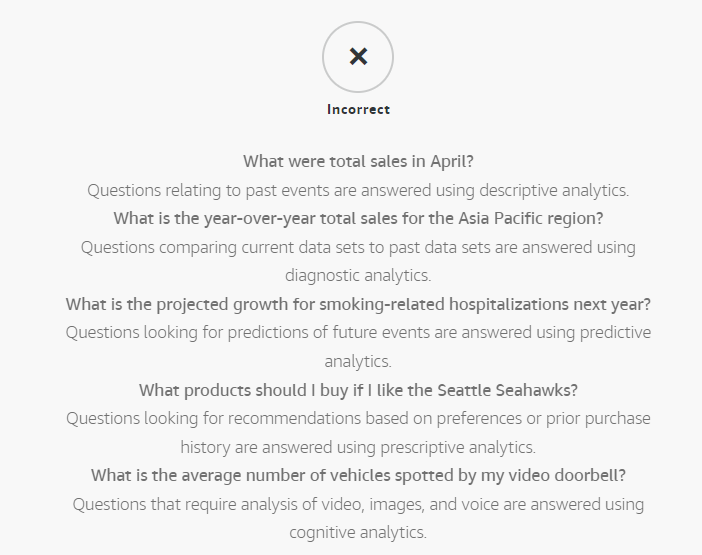 Incorrect
What were total sales in April?
Questions relating to past events are answered using descriptive analytics.
What is the year-over-year total sales for the Asia Pacific region?
Questions comparing current data sets to past data sets are answered using
diagnostic analytics.
What is the projected growth for smoking-related hospitalizations next year?
Questions looking for predictions of future events are answered using predictive
analytics.
What products should I buy if I like the Seattle Seahawks?
Questions looking for recommendations based on preferences or prior purchase
history are answered using prescriptive analytics.
What is the average number of vehicles spotted by my video doorbell?
Questions that require analysis of video, images, and voice are answered using
cognitive analytics.